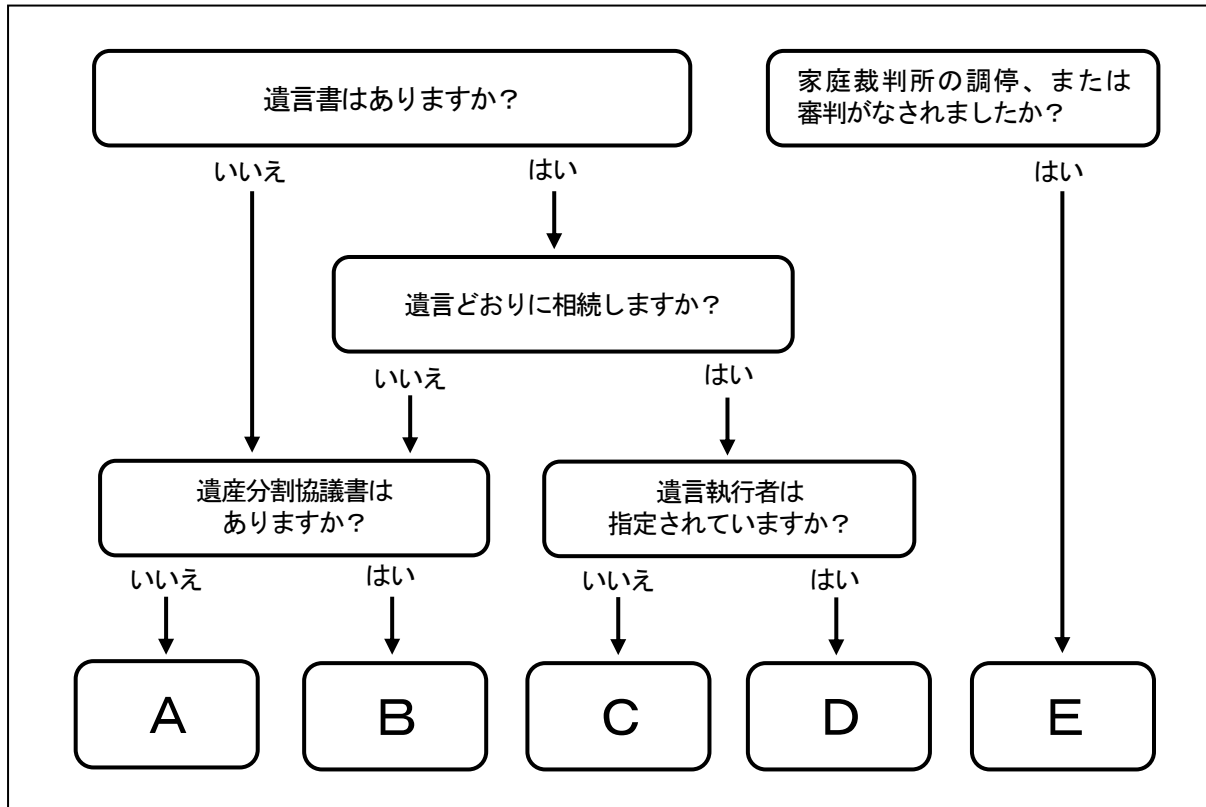 遺言書はありますか？
家庭裁判所の調停、または
審判がなされましたか？
いいえ
はい
はい
遺言どおりに相続しますか？
いいえ
はい
遺産分割協議書は
ありますか？
遺言執行者は
指定されていますか？
いいえ
はい
いいえ
はい
A
B
C
D
E